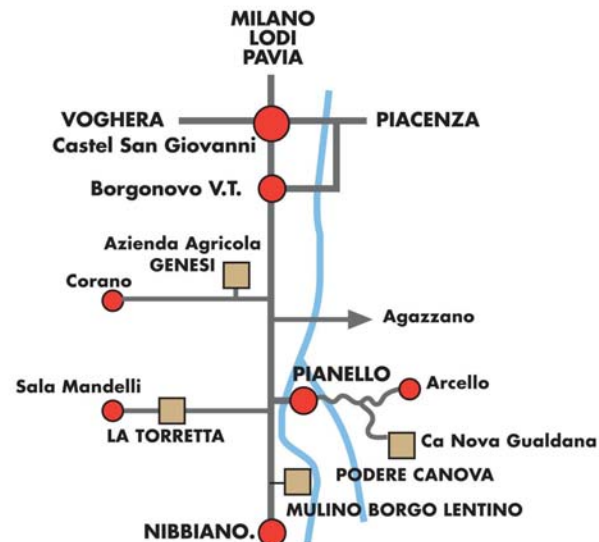 MILANO
LODI
PAVIA
VOGHERA
PIACENZA
Castel San Giovanni
Borgonovo V.T.
Azienda Agricola
GENESI
Corano
Agazzano
PIANELLO
Arcello
Sala Mandelli
LA TORRETTA
Ca Nova Gualdana
PODERE CANOVA
MULINO BORGO LENTINO
NIBBIANO.